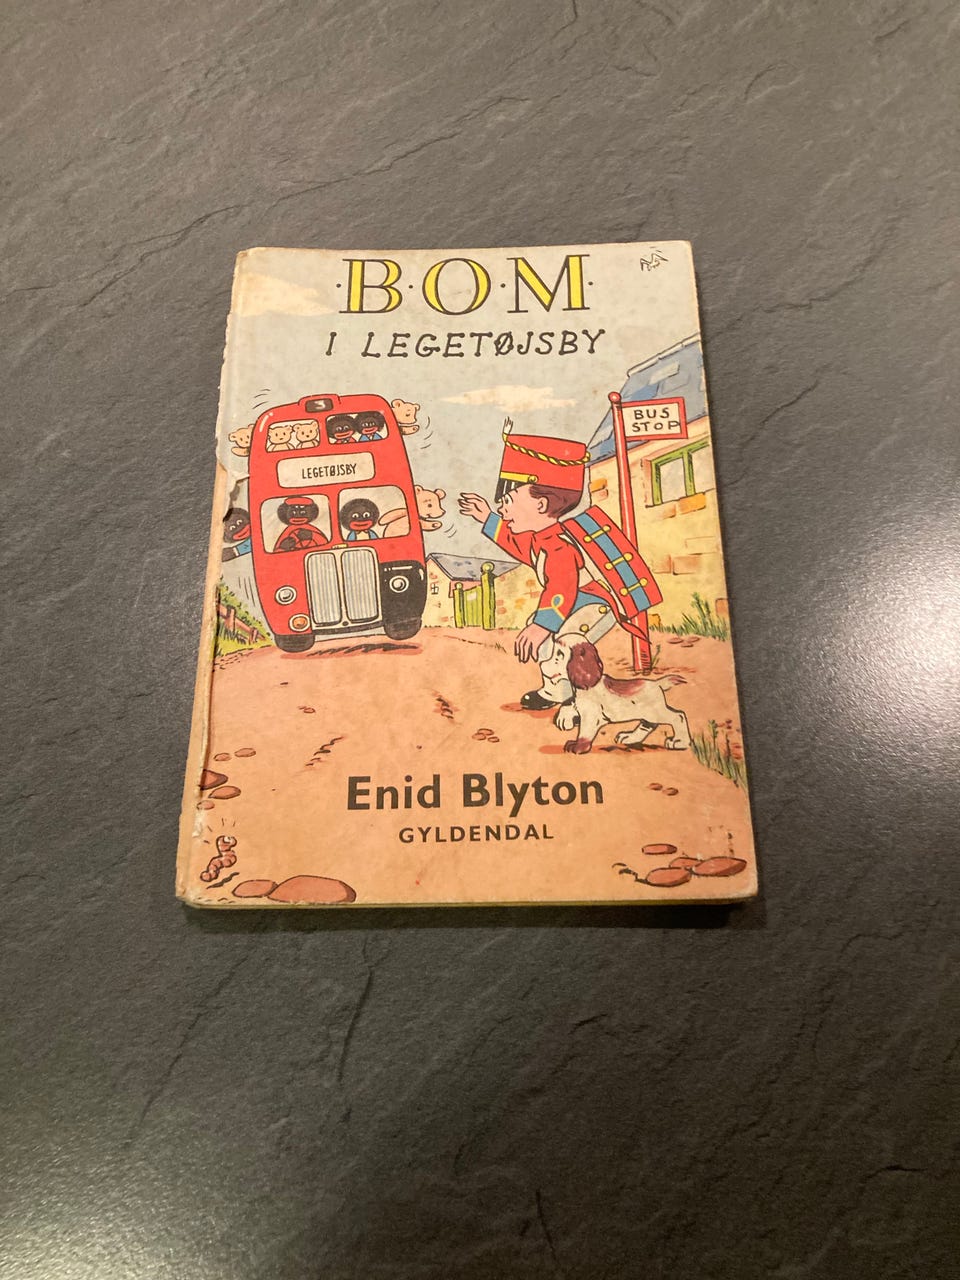 ·B·O·M·
I LEGETØJSBY
3
LEGETØJSBY
BUS
STOP
Enid Blyton
GYLDENDAL